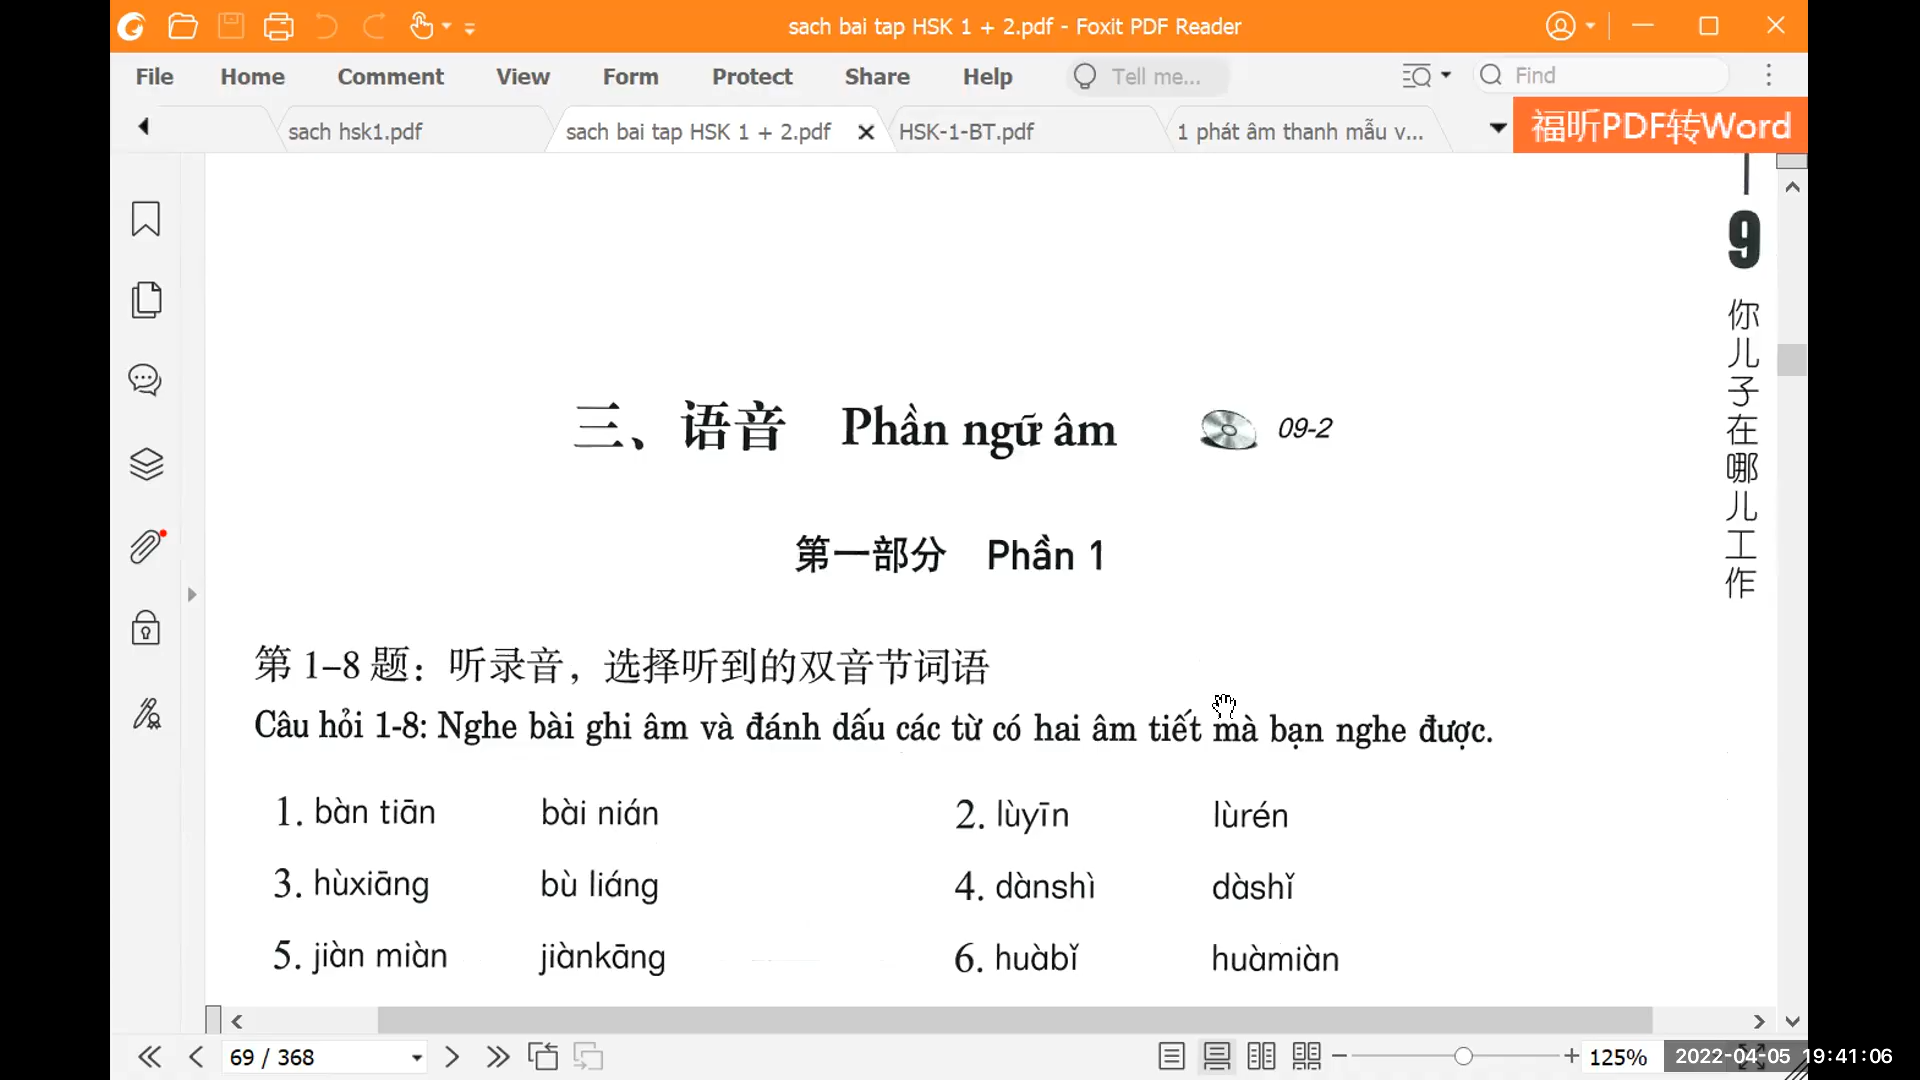 sach bai tap HSK 1 + 2.pdf - Foxit PDF Reader
File Home Comment View Form Protect Share Help Tell me... Find
sach hsk1.pdf sach bai tap HSK 1 + 2.pdf HSK-1-BT.pdf 1 phát âm thanh mẫu v... 福昕PDF转Word
9
你儿子在哪儿工作
三、语音 Phần ngữ âm 09-2
第一部分 Phần 1
第 1–8 题：听录音，选择听到的双音节词语
Câu hỏi 1-8: Nghe bài ghi âm và đánh dấu các từ có hai âm tiết mà bạn nghe được.
1. bàn tiān bài nián 2. lùyīn lùrén
3. hùxiāng bù liáng 4. dànshì dàshǐ
5. jiàn miàn jiànkāng 6. huàbǐ huàmiàn
69 / 368 125% 2022-04-05 19:41:06